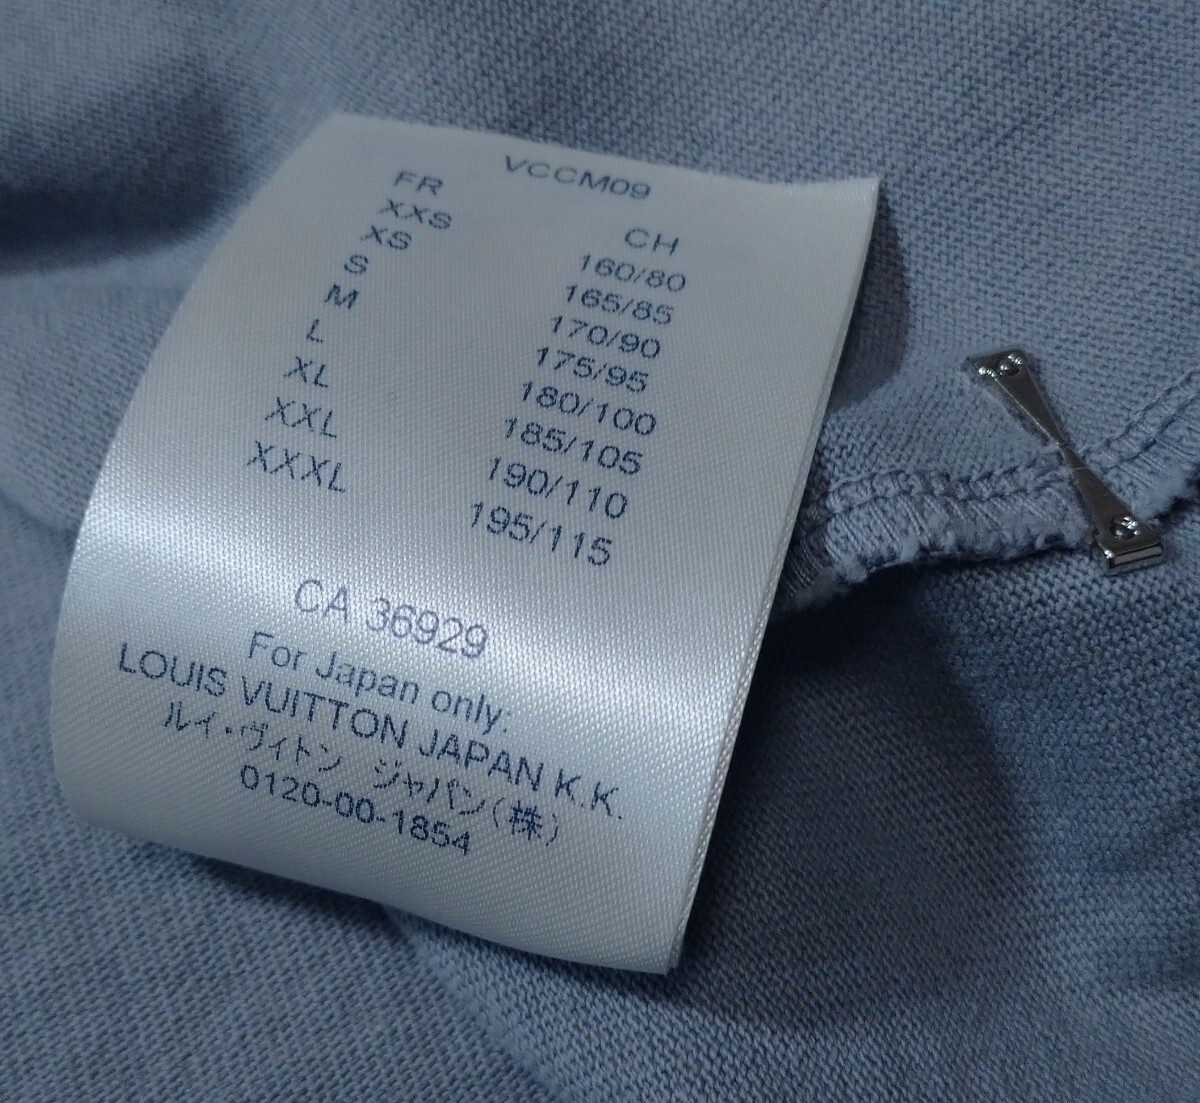 VCCM09
FR CH
XXS 160/80
XS 165/85
S 170/90
M 175/95
L 180/100
XL 185/105
XXL 190/110
XXXL 195/115
CA 36929
For Japan only:
LOUIS VUITTON JAPAN K.K.
ルイ・ヴィトン ジャパン(株)
0120-00-1854